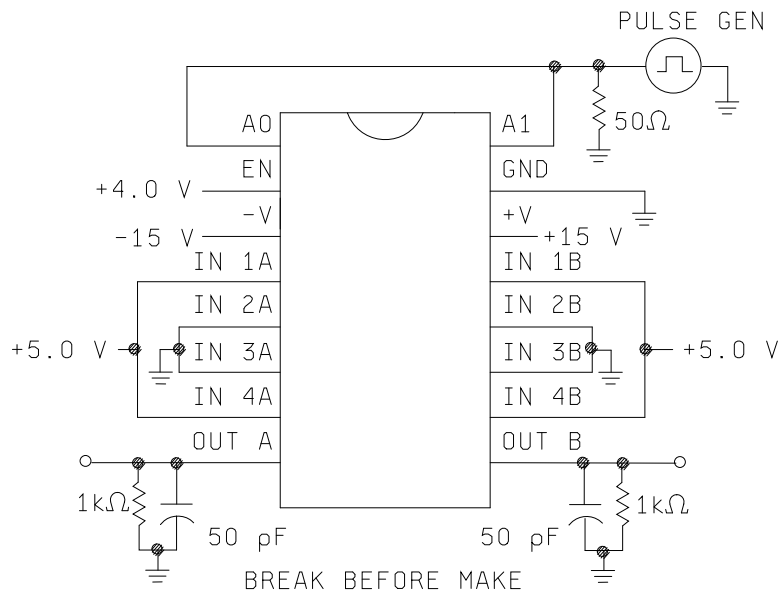 PULSE GEN
A0 A1
50Ω
EN GND
+4.0 V
-V +V
-15 V +15 V
IN 1A IN 1B
IN 2A IN 2B
+5.0 V IN 3A IN 3B +5.0 V
IN 4A IN 4B
OUT A OUT B
1kΩ 1kΩ
50 pF 50 pF
BREAK BEFORE MAKE